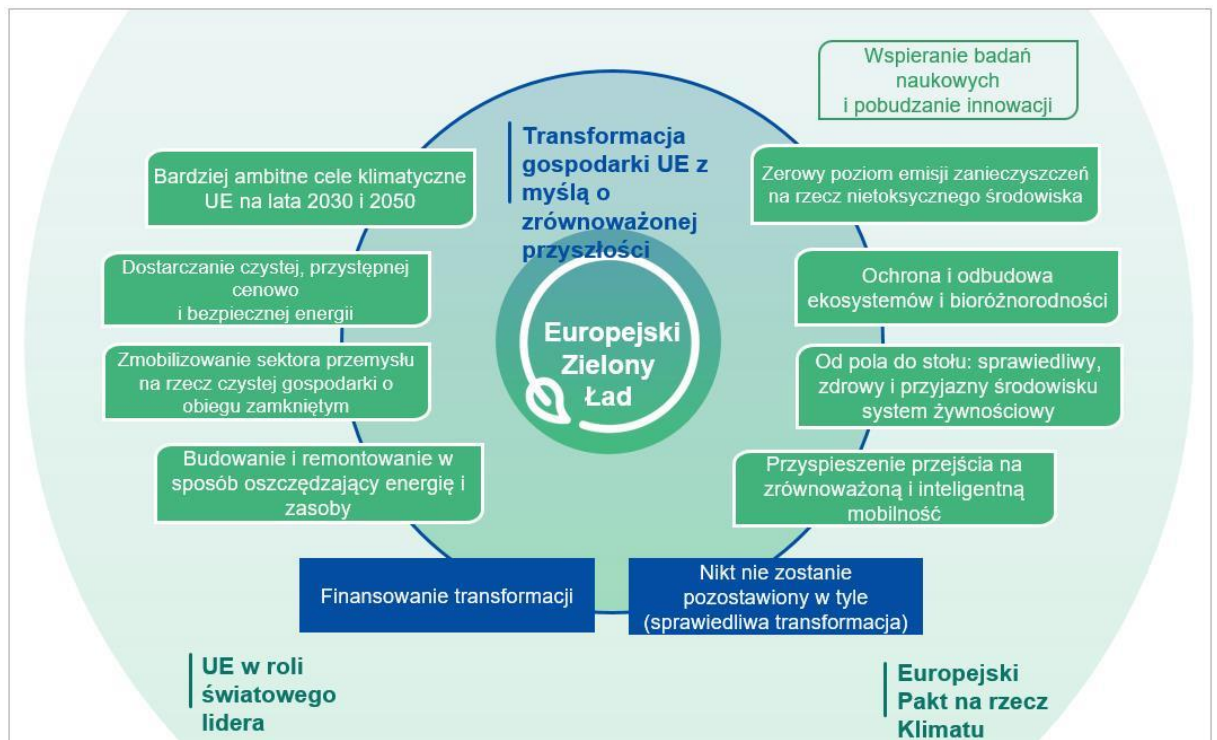 Wspieranie badań
naukowych
i pobudzanie innowacji
Transformacja
gospodarki UE z
myślą o
zrównoważonej
przyszłości
Bardziej ambitne cele klimatyczne
UE na lata 2030 i 2050
Zerowy poziom emisji zanieczyszczeń
na rzecz nietoksycznego środowiska
Dostarczanie czystej, przystępnej
cenowo
i bezpiecznej energii
Ochrona i odbudowa
ekosystemów i bioróżnorodności
Europejski
Zielony
Ład
Zmobilizowanie sektora przemysłu
na rzecz czystej gospodarki o
obiegu zamkniętym
Od pola do stołu: sprawiedliwy,
zdrowy i przyjazny środowisku
system żywnościowy
Budowanie i remontowanie w
sposób oszczędzający energię i
zasoby
Przyspieszenie przejścia na
zrównoważoną i inteligentną
mobilność
Finansowanie transformacji
Nikt nie zostanie
pozostawiony w tyle
(sprawiedliwa transformacja)
UE w roli
światowego
lidera
Europejski
Pakt na rzecz
Klimatu